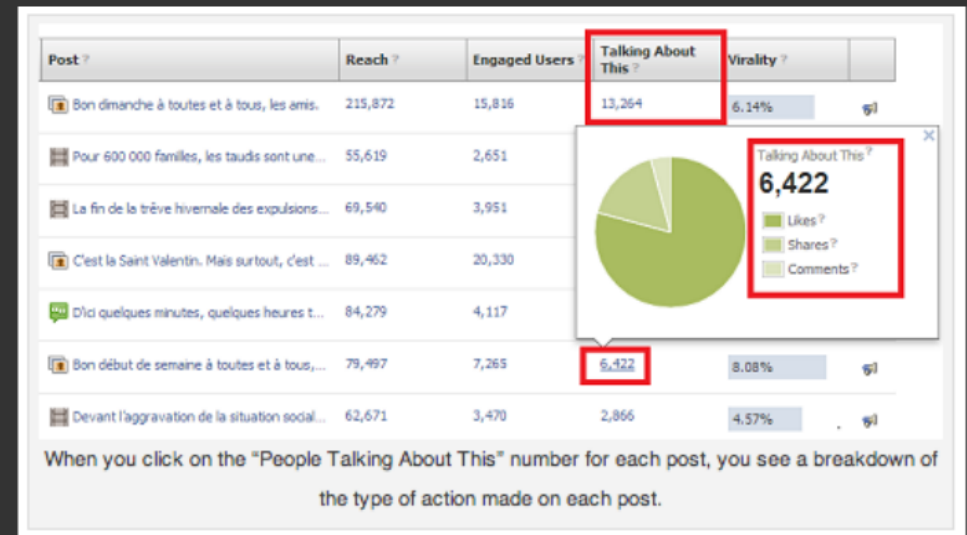 Post ? Reach ? Engaged Users ? Talking About This ? Virality ?
Bon dimanche à toutes et à tous, les amis. 215,872 15,816 13,264 6.14%
Pour 600 000 familles, les taudis sont une... 55,619 2,651
La fin de la trêve hivernale des expulsions... 69,540 3,951
C'est la Saint Valentin. Mais surtout, c'est ... 89,462 20,330
D'ici quelques minutes, quelques heures t... 84,279 4,117
Bon début de semaine à toutes et à tous,... 79,497 7,265 6,422 8.08%
Devant l'aggravation de la situation social... 62,671 3,470 2,866 4.57%
Talking About This ?
6,422
Likes ?
Shares ?
Comments ?
When you click on the “People Talking About This” number for each post, you see a breakdown of
the type of action made on each post.